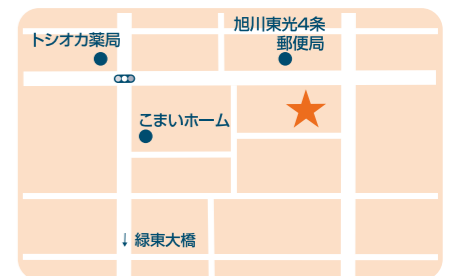 旭川東光4条
郵便局
トシオカ薬局
こまいホーム
↓ 緑東大橋